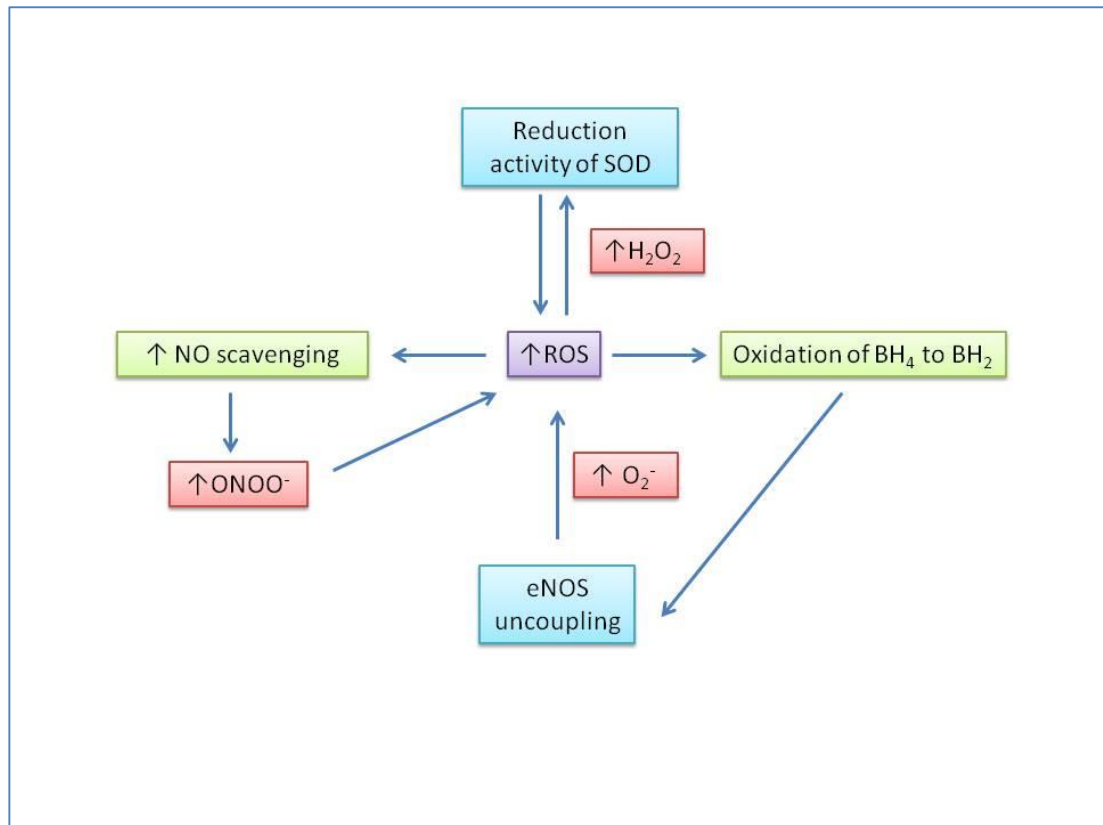 Reduction
activity of SOD
↑H₂O₂
↑ NO scavenging
↑ROS
Oxidation of BH₄ to BH₂
↑ONOO⁻
↑ O₂⁻
eNOS
uncoupling